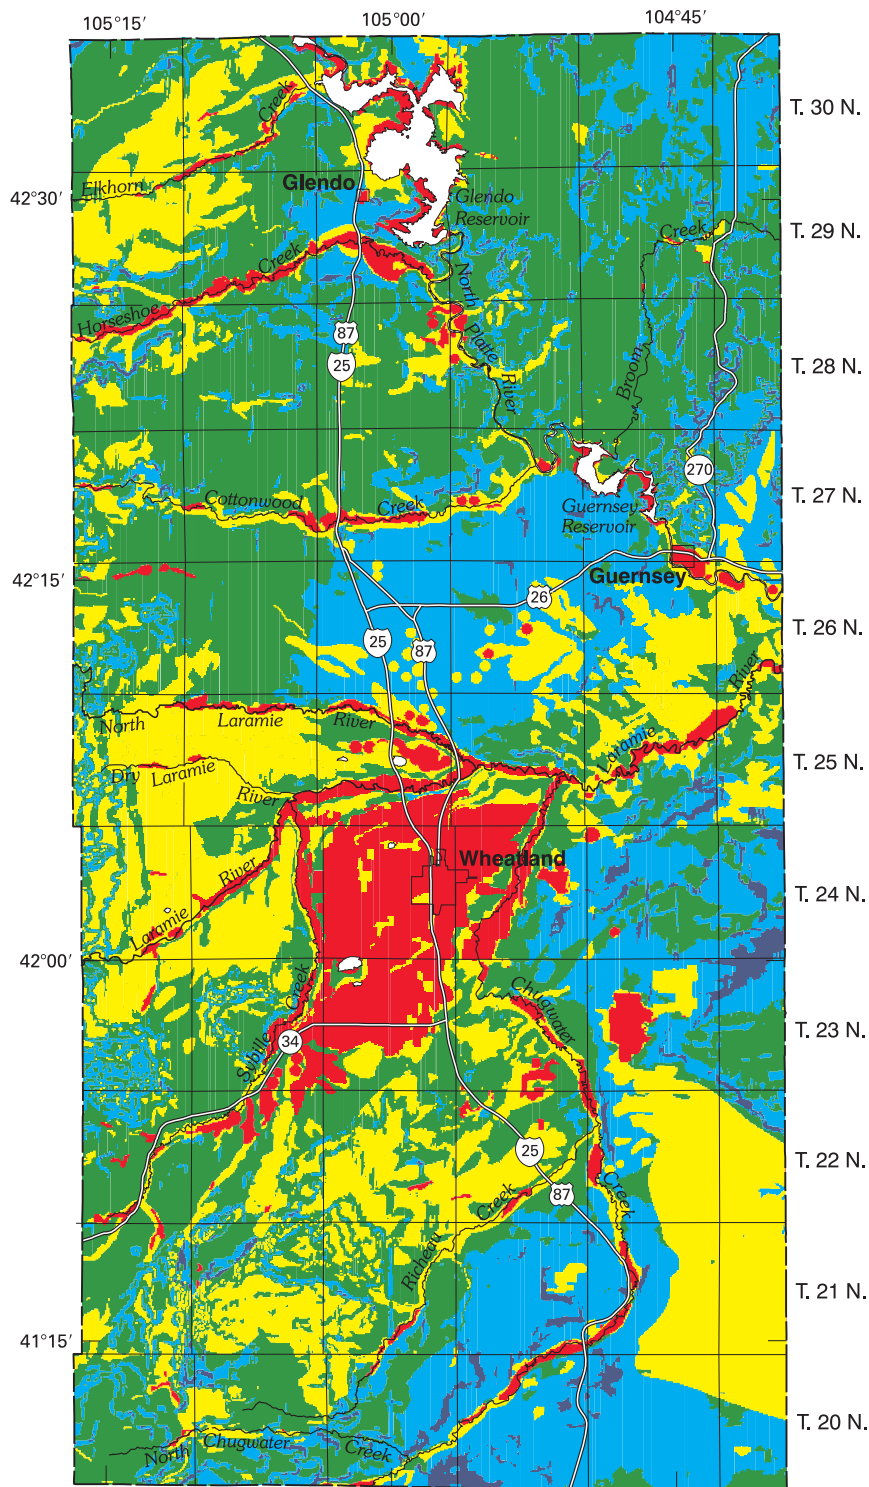 105°15′
105°00′
104°45′
T. 30 N.
Creek
Elkhorn
42°30′
Glendo
Glendo
Reservoir
T. 29 N.
Creek
Creek
Horseshoe
North
Platte
River
87
25
Broom
T. 28 N.
270
T. 27 N.
Cottonwood
Creek
Guernsey
Reservoir
42°15′
Guernsey
26
T. 26 N.
25
87
River
North
Laramie
River
Laramie
T. 25 N.
Dry
Laramie
River
Wheatland
River
Laramie
T. 24 N.
42°00′
Creek
Sybille
Chugwater
T. 23 N.
34
25
T. 22 N.
87
Creek
Creek
Richeau
T. 21 N.
41°15′
North
Chugwater
Creek
T. 20 N.